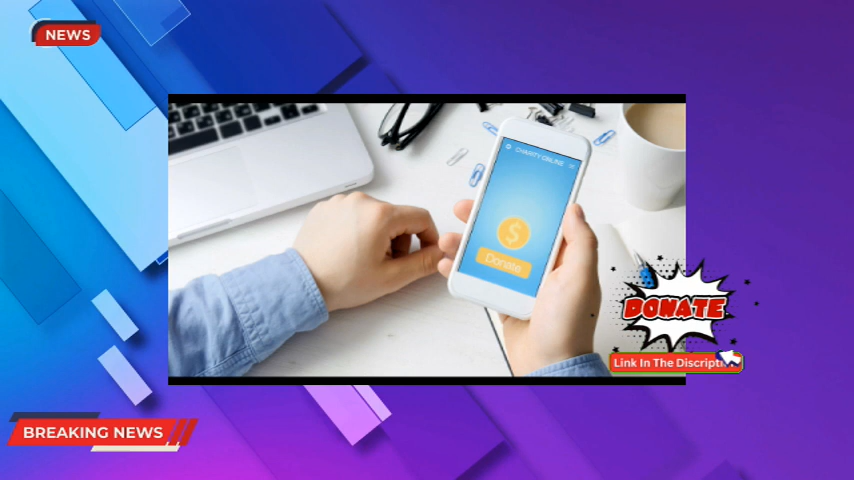 NEWS
CHARITY ONLINE
$
Donate
DONATE
Link In The Discripti
BREAKING NEWS